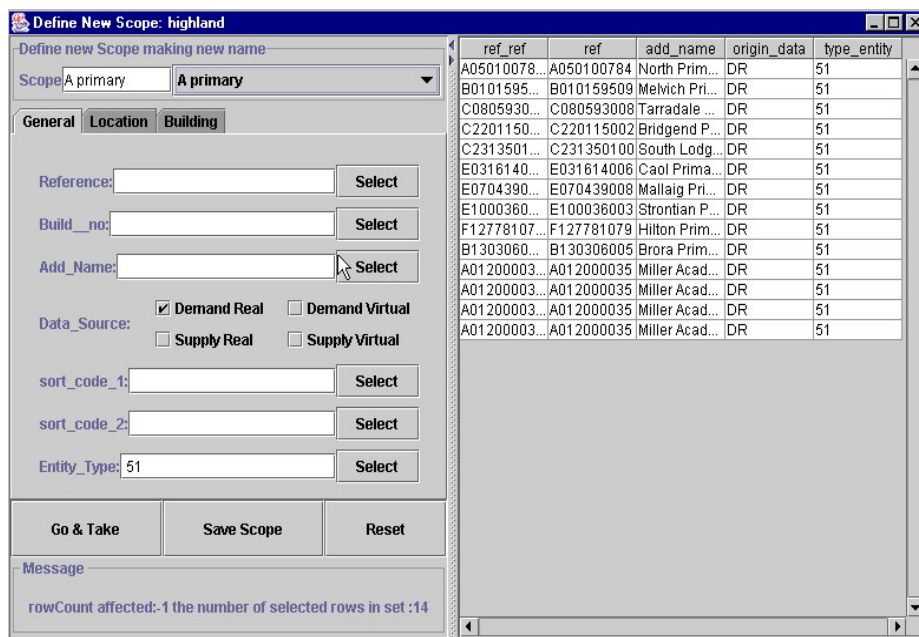 Define New Scope: highland
Define new Scope making new name
Scope A primary A primary
General Location Building
Reference: Select
Build__no: Select
Add_Name: Select
Data_Source:
Demand Real Demand Virtual
Supply Real Supply Virtual
sort_code_1: Select
sort_code_2: Select
Entity_Type: 51 Select
Go & Take Save Scope Reset
Message
rowCount affected:-1 the number of selected rows in set :14
ref_ref ref add_name origin_data type_entity
A05010078... A050100784 North Prim... DR 51
B0101595... B010159509 Melvich Pri... DR 51
C0805930... C080593008 Tarradale ... DR 51
C2201150... C220115002 Bridgend P... DR 51
C2313501... C231350100 South Lodg... DR 51
E0316140... E031614006 Caol Prima... DR 51
E0704390... E070439008 Mallaig Pri... DR 51
E1000360... E100036003 Strontian P... DR 51
F12778107... F127781079 Hilton Prim... DR 51
B1303060... B130306005 Brora Prim... DR 51
A01200003... A012000035 Miller Acad... DR 51
A01200003... A012000035 Miller Acad... DR 51
A01200003... A012000035 Miller Acad... DR 51
A01200003... A012000035 Miller Acad... DR 51